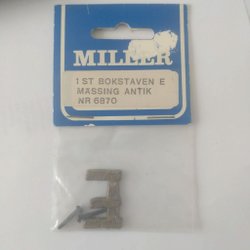 MILLER
1 ST BOKSTAVEN E
MÄSSING ANTIK
NR 6870